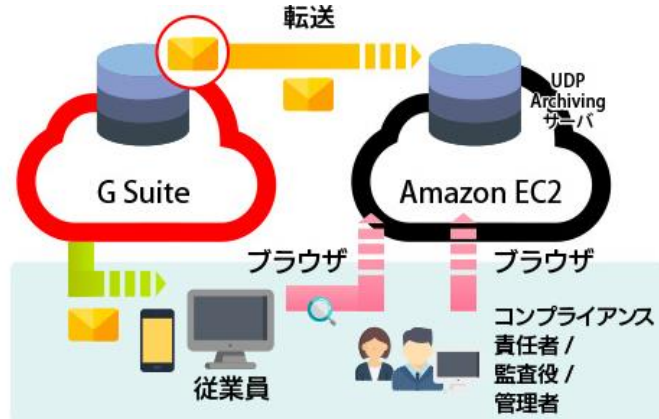 転送
UDP
Archiving
サーバ
G Suite
Amazon EC2
ブラウザ
ブラウザ
従業員
コンプライアンス
責任者 /
監査役 /
管理者